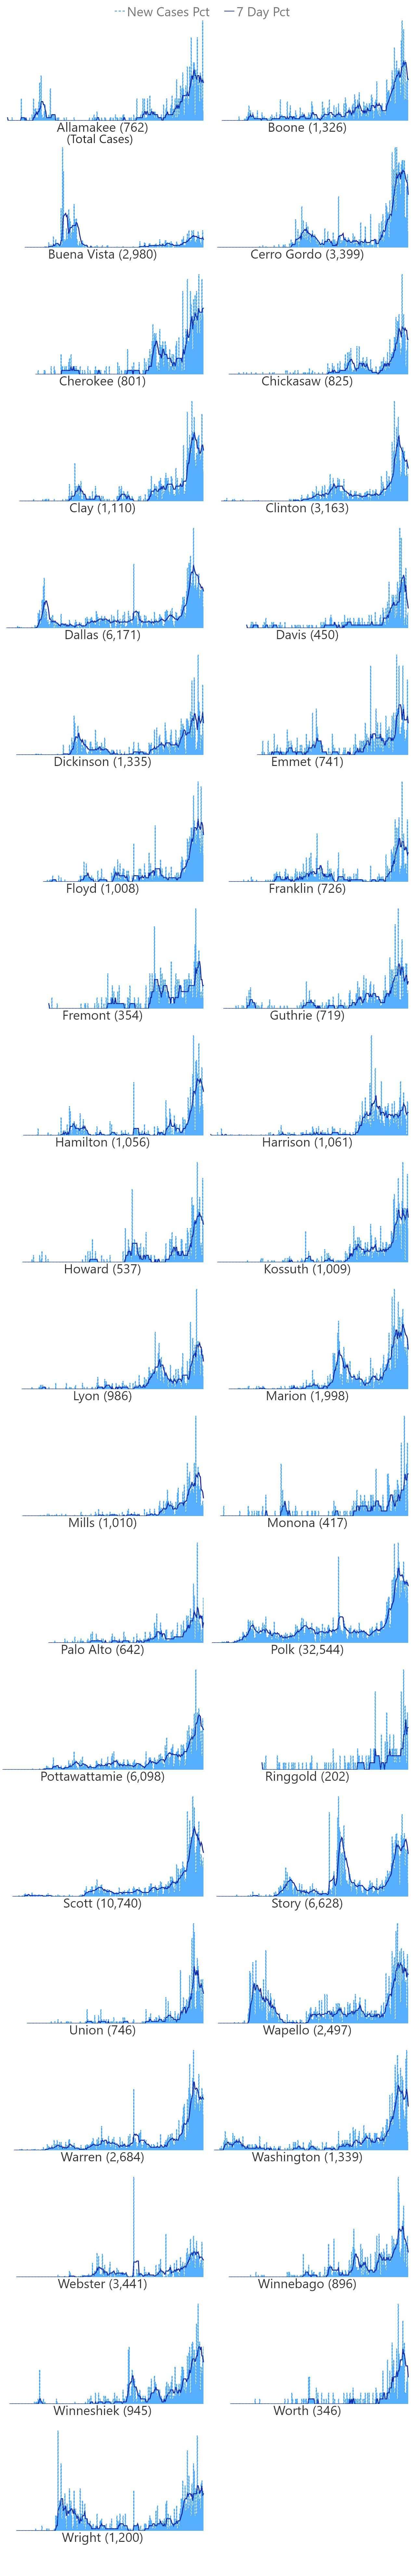 New Cases Pct 7 Day Pct
Allamakee (762) Boone (1,326)
(Total Cases)
Buena Vista (2,980) Cerro Gordo (3,399)
Cherokee (801) Chickasaw (825)
Clay (1,110) Clinton (3,163)
Dallas (6,171) Davis (450)
Dickinson (1,335) Emmet (741)
Floyd (1,008) Franklin (726)
Fremont (354) Guthrie (719)
Hamilton (1,056) Harrison (1,061)
Howard (537) Kossuth (1,009)
Lyon (986) Marion (1,998)
Mills (1,010) Monona (417)
Palo Alto (642) Polk (32,544)
Pottawattamie (6,098) Ringgold (202)
Scott (10,740) Story (6,628)
Union (746) Wapello (2,497)
Warren (2,684) Washington (1,339)
Webster (3,441) Winnebago (896)
Winneshiek (945) Worth (346)
Wright (1,200)